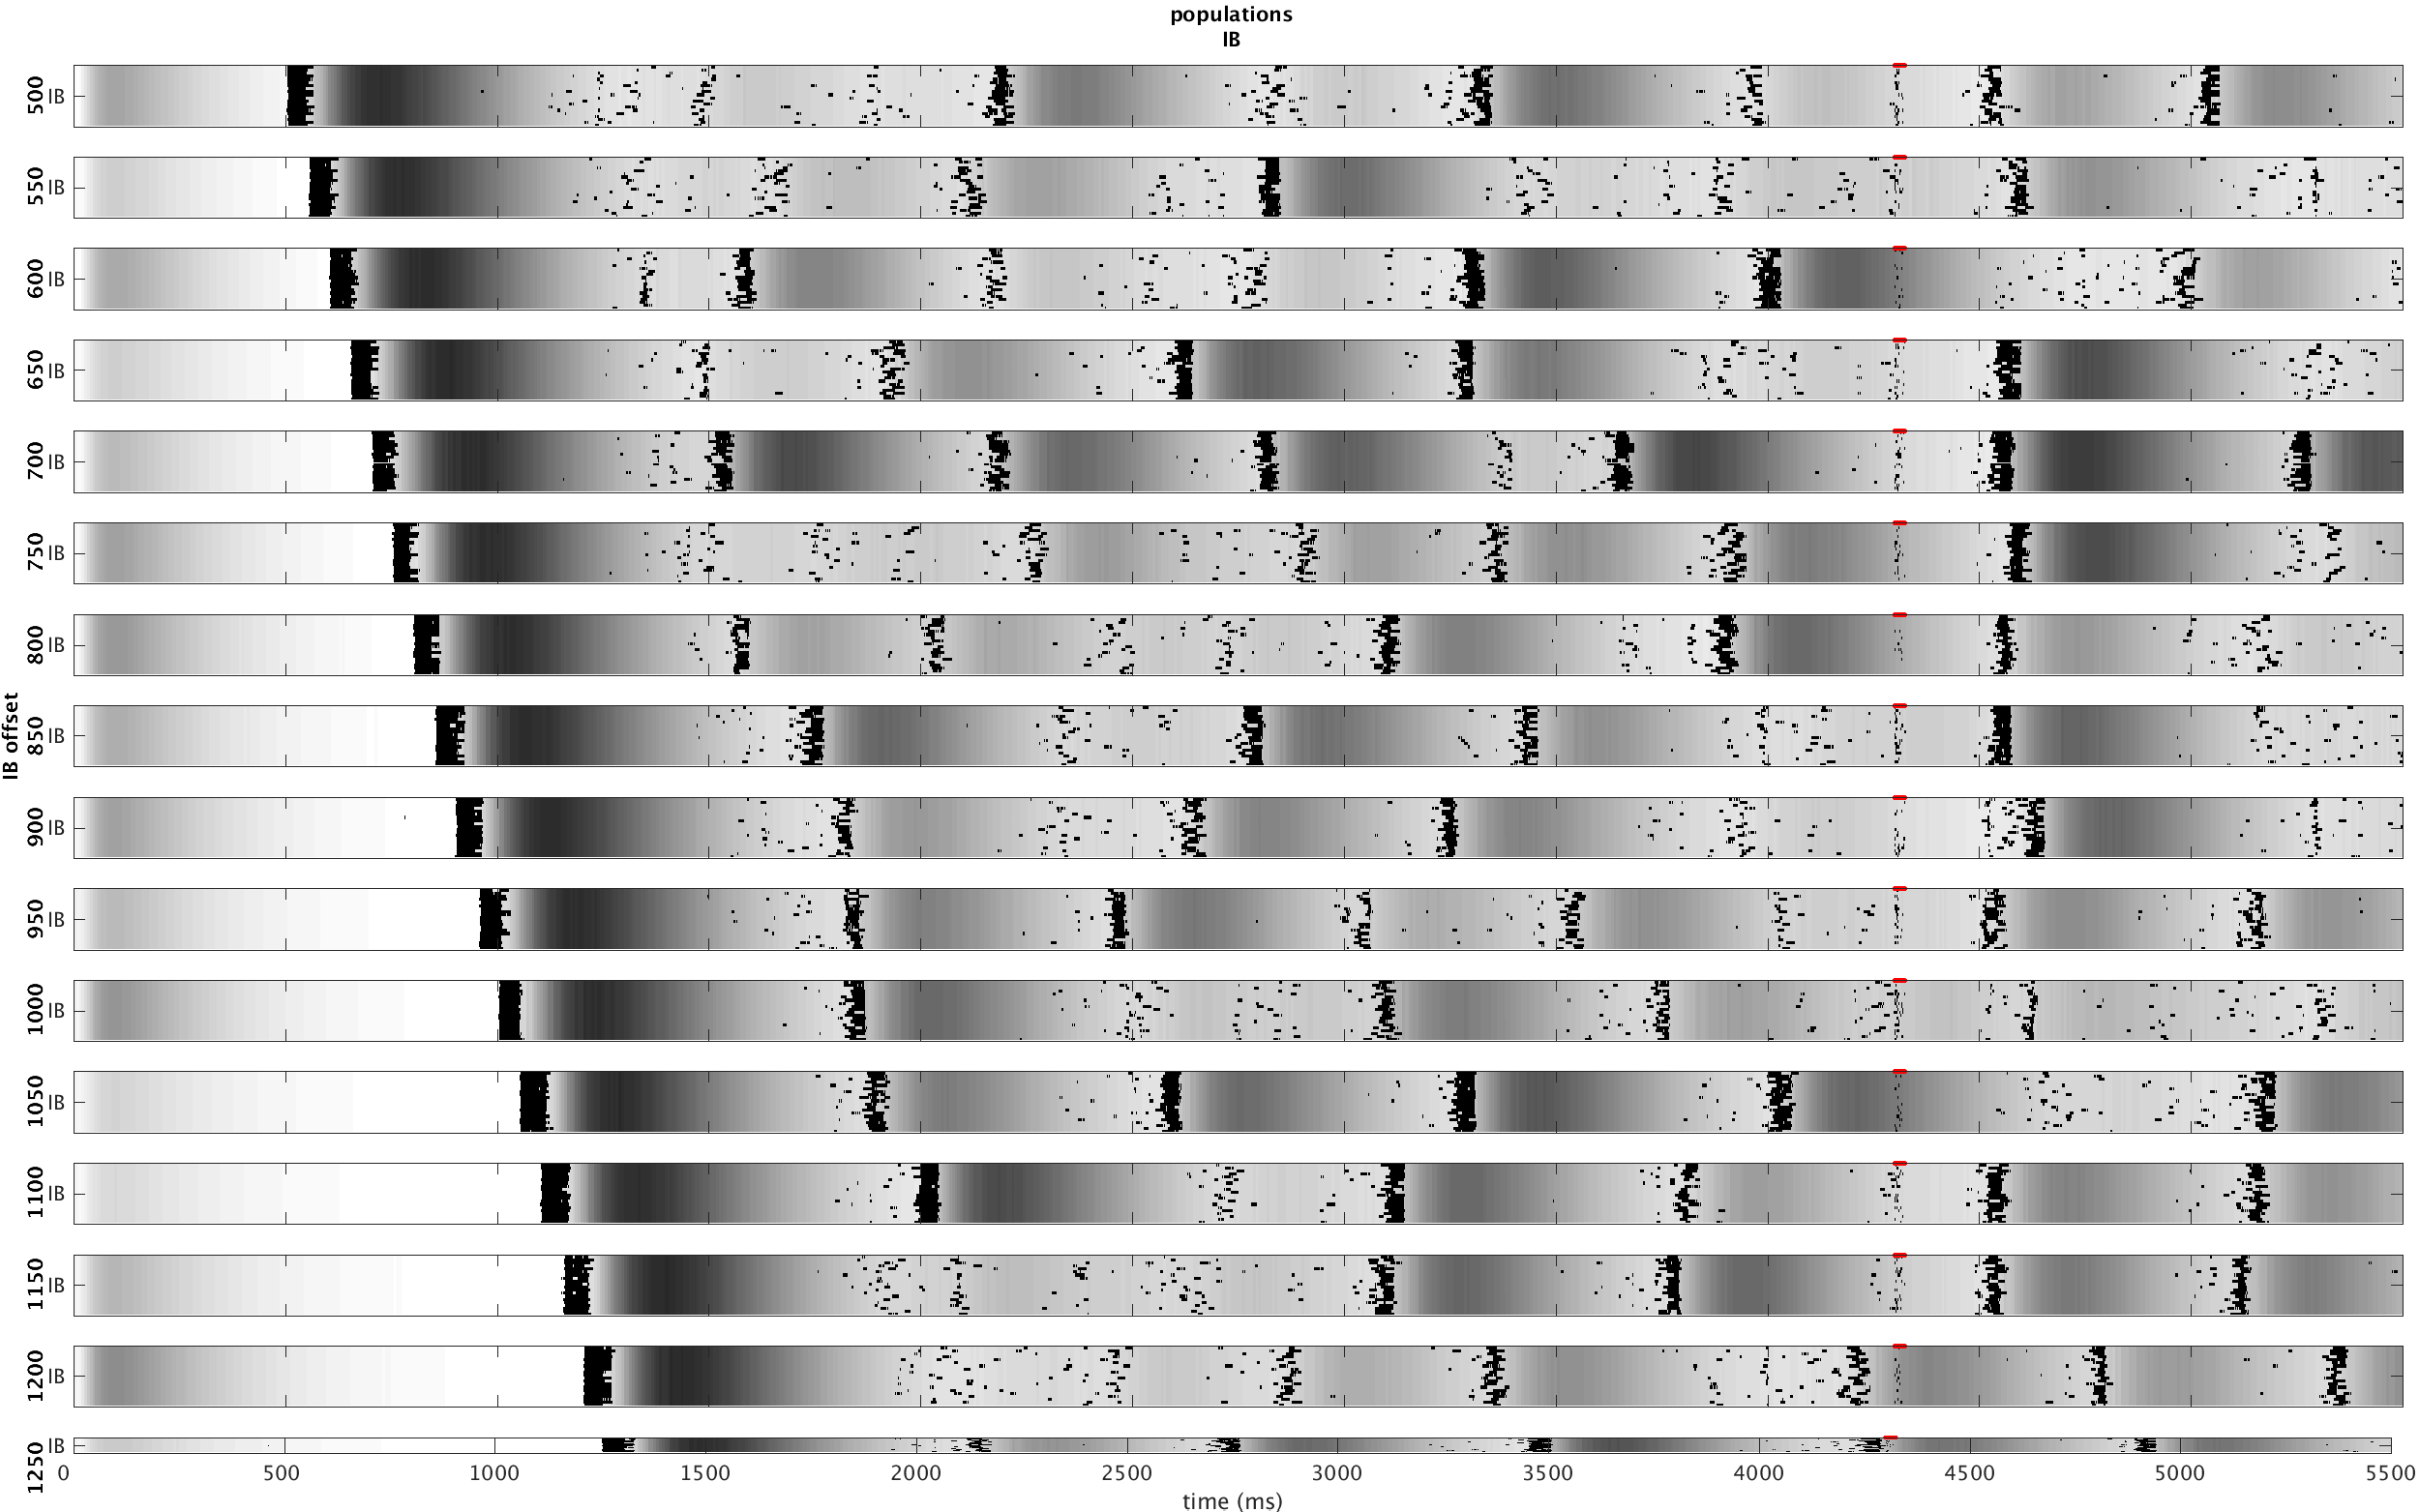 populations
IB
IB offset
500 IB
550 IB
600 IB
650 IB
700 IB
750 IB
800 IB
850 IB
900 IB
950 IB
1000 IB
1050 IB
1100 IB
1150 IB
1200 IB
1250 IB
0 500 1000 1500 2000 2500 3000 3500 4000 4500 5000 5500
time (ms)